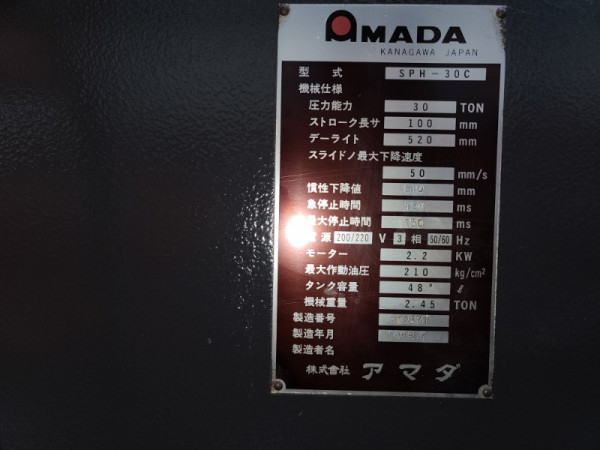 AMADA
KANAGAWA JAPAN
型式 SPH-30C
機械仕様
圧力能力 30 TON
ストローク長サ 100 mm
デーライト 520 mm
スライドノ最大下降速度
50 mm/s
慣性下降値 mm
急停止時間 ms
最大停止時間 ms
電源 200/220 V 3 相 50/60 Hz
モーター 2.2 KW
最大作動油圧 210 kg/cm²
タンク容量 48 ℓ
機械重量 2.45 TON
製造番号
製造年月
製造者名
株式會社 アマダ